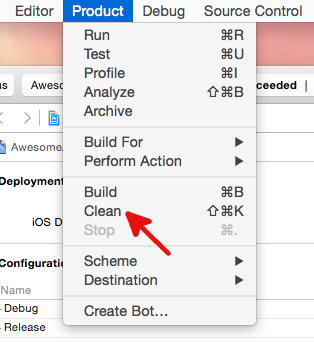 Editor Product Debug Source Control
Run ⌘R
Test ⌘U
us Profile ⌘I
Aweso Analyze ⇧⌘B ceeded |
Archive
Build For
Awesome. Perform Action
Deployment Build ⌘B
Clean ⇧⌘K
iOS D Stop ⌘.
Scheme
Configuratio Destination
Name
Debug Create Bot…
Release